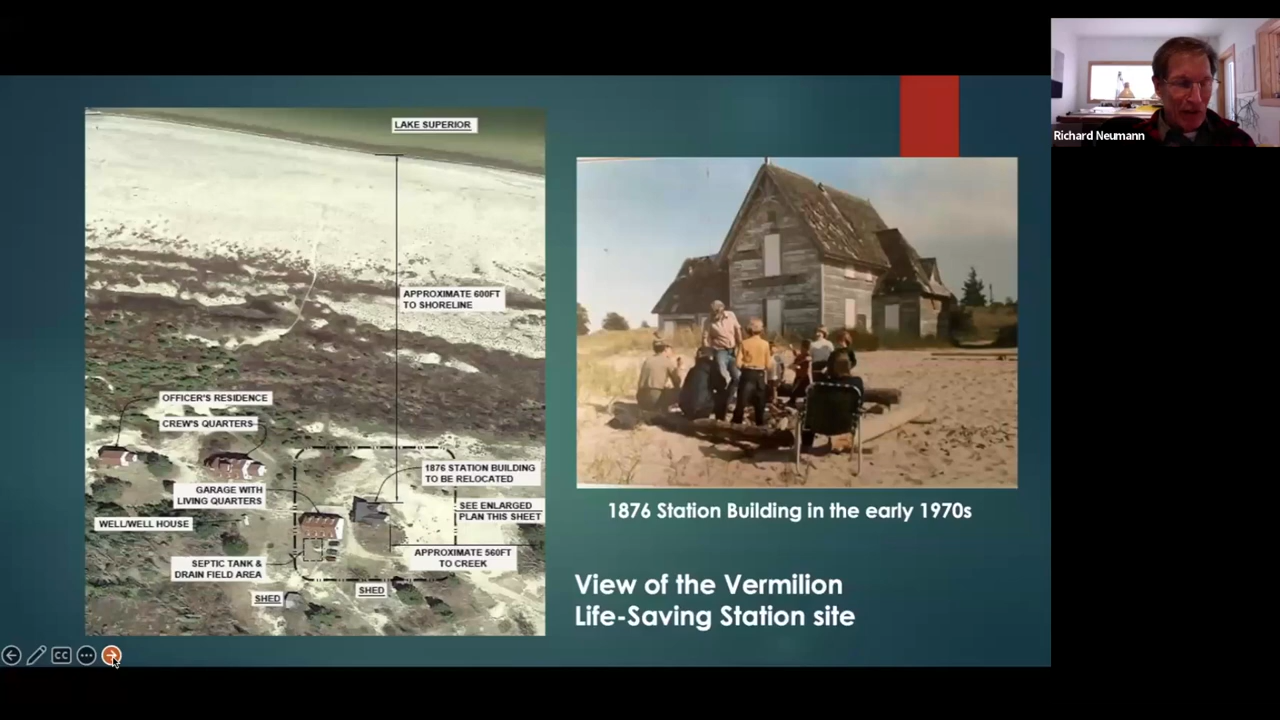 LAKE SUPERIOR
APPROXIMATE 600FT
TO SHORELINE
OFFICER'S RESIDENCE
CREW'S QUARTERS
1876 STATION BUILDING
TO BE RELOCATED
GARAGE WITH
LIVING QUARTERS
SEE ENLARGED
PLAN THIS SHEET
WELL/WELL HOUSE
APPROXIMATE 560FT
TO CREEK
SEPTIC TANK &
DRAIN FIELD AREA
SHED
SHED
1876 Station Building in the early 1970s
View of the Vermilion
Life-Saving Station site
Richard Neumann
CC